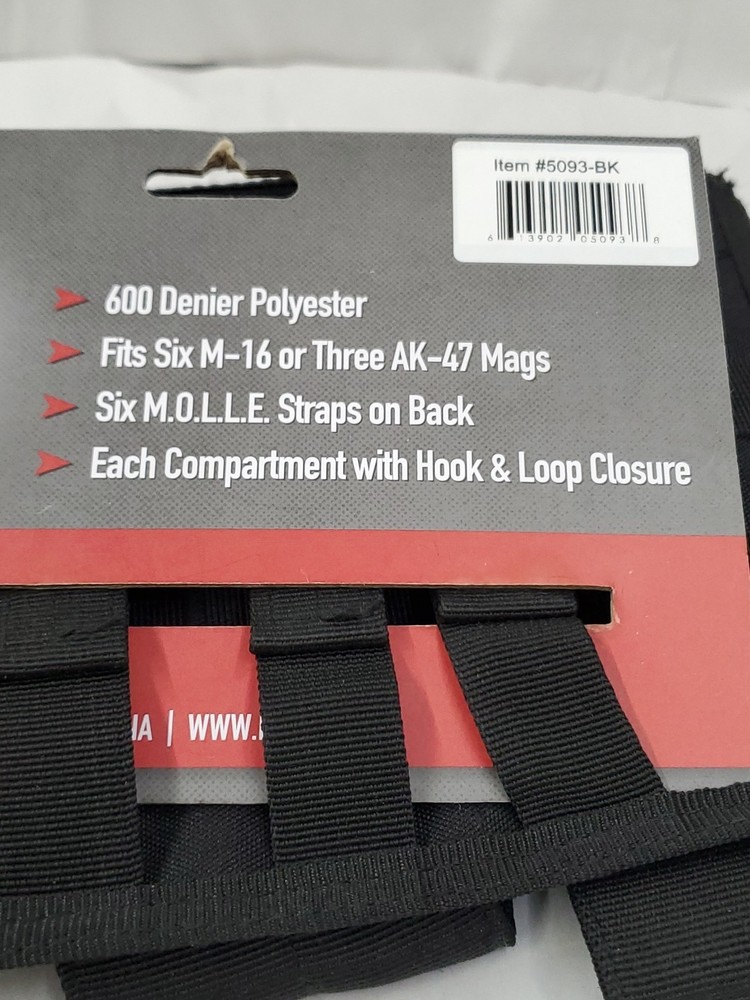 Item #5093-BK
6 13902 05093 8
600 Denier Polyester
Fits Six M-16 or Three AK-47 Mags
Six M.O.L.L.E. Straps on Back
Each Compartment with Hook & Loop Closure
| WWW.